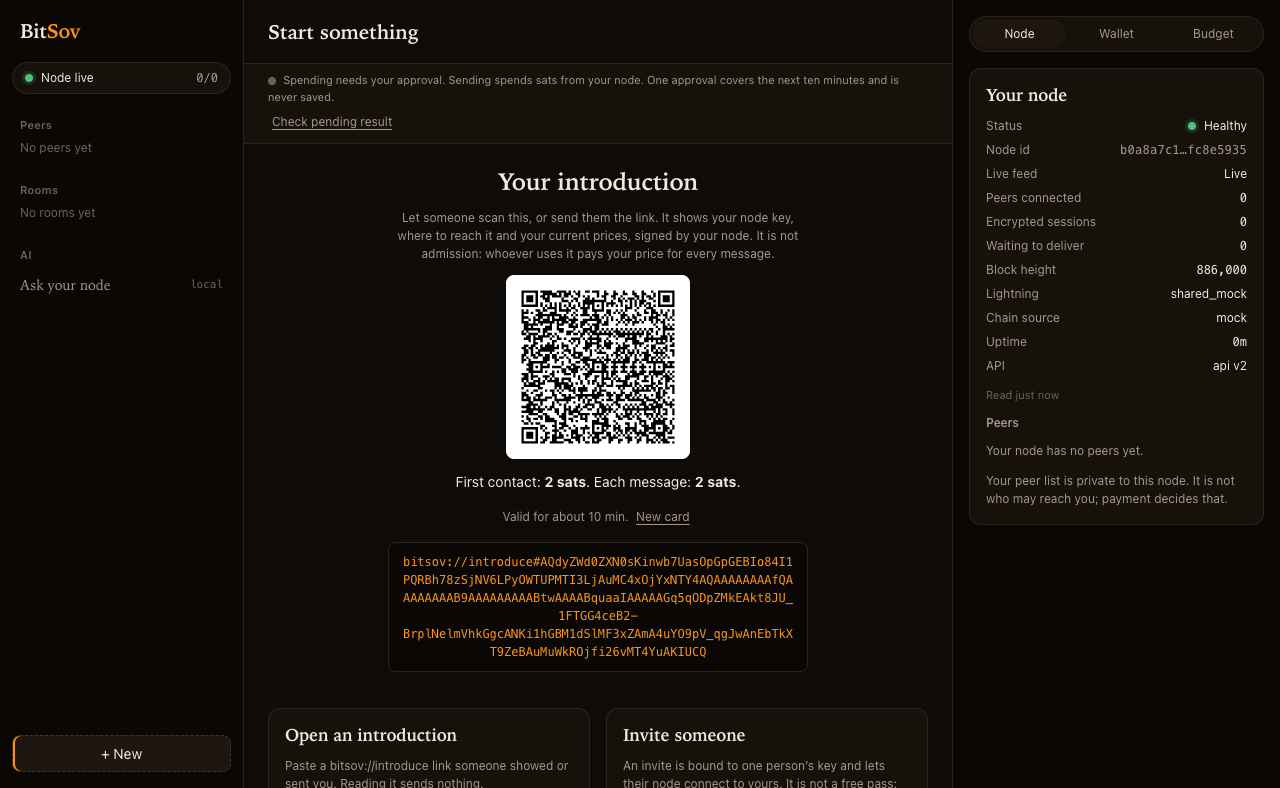 BitSov
Node live 0/0
Peers
No peers yet
Rooms
No rooms yet
AI
Ask your node local
+ New
Start something
Spending needs your approval. Sending spends sats from your node. One approval covers the next ten minutes and is
never saved.
Check pending result
Your introduction
Let someone scan this, or send them the link. It shows your node key,
where to reach it and your current prices, signed by your node. It is not
admission: whoever uses it pays your price for every message.
First contact: 2 sats. Each message: 2 sats.
Valid for about 10 min. New card
bitsov://introduce#AQdyZWd0ZXN0sKinwb7UasOpGpGEBIo84I1
PQRBh78zSjNV6LPyOWTUPMTI3LjAuMC4xOjYxNTY4AQAAAAAAAAfQA
AAAAAAAB9AAAAAAAAABtwAAAABquaaIAAAAAGq5qODpZMkEAkt8JU_
1FTGG4ceB2-
BrplNelmVhkGgcANKi1hGBM1dSlMF3xZAmA4uYO9pV_qgJwAnEbTkX
T9ZeBAuMuWkROjfi26vMT4YuAKIUCQ
Open an introduction
Paste a bitsov://introduce link someone showed or
sent you. Reading it sends nothing.
Invite someone
An invite is bound to one person's key and lets
their node connect to yours. It is not a free pass:
Node Wallet Budget
Your node
Status Healthy
Node id b0a8a7c1…fc8e5935
Live feed Live
Peers connected 0
Encrypted sessions 0
Waiting to deliver 0
Block height 886,000
Lightning shared_mock
Chain source mock
Uptime 0m
API api v2
Read just now
Peers
Your node has no peers yet.
Your peer list is private to this node. It is not
who may reach you; payment decides that.